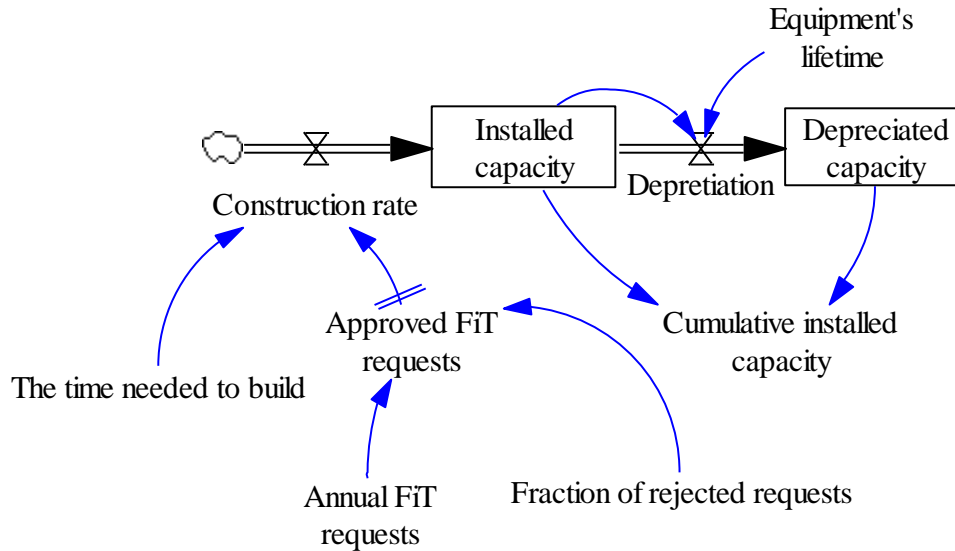 Equipment's
lifetime
Installed
capacity
Depreciated
capacity
Depretiation
Construction rate
Approved FiT
requests
Cumulative installed
capacity
The time needed to build
Annual FiT
requests
Fraction of rejected requests